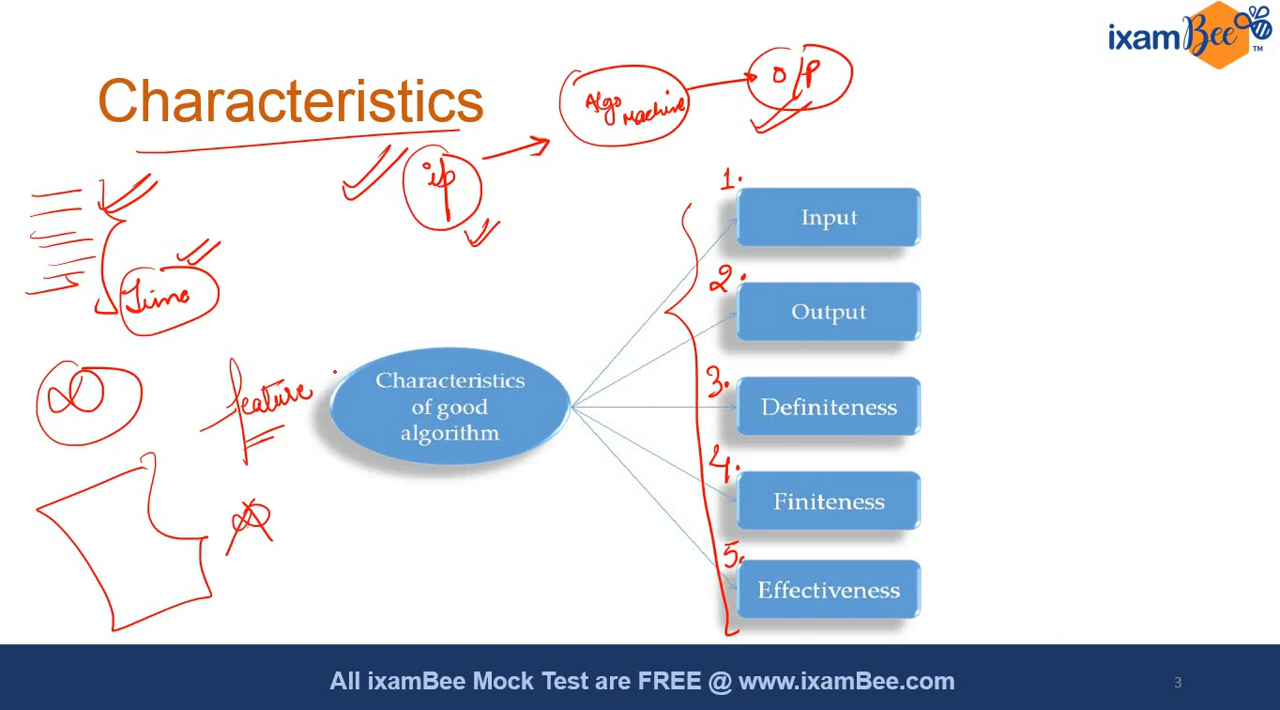 ixamBee™
Characteristics
Algo
Machine
O/P
i/p
Time
feature
Characteristics
of good
algorithm
1.
Input
2.
Output
3.
Definiteness
4.
Finiteness
5.
Effectiveness
All ixamBee Mock Test are FREE @ www.ixamBee.com
3